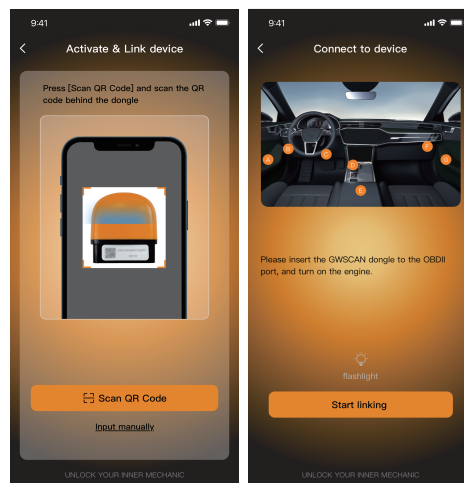 9:41
Activate & Link device
Press [Scan QR Code] and scan the QR
code behind the dongle
Scan QR Code
Input manually
UNLOCK YOUR INNER MECHANIC
9:41
Connect to device
A
B
C
D
E
F
G
Please insert the GWSCAN dongle to the OBDII
port, and turn on the engine.
flashlight
Start linking
UNLOCK YOUR INNER MECHANIC